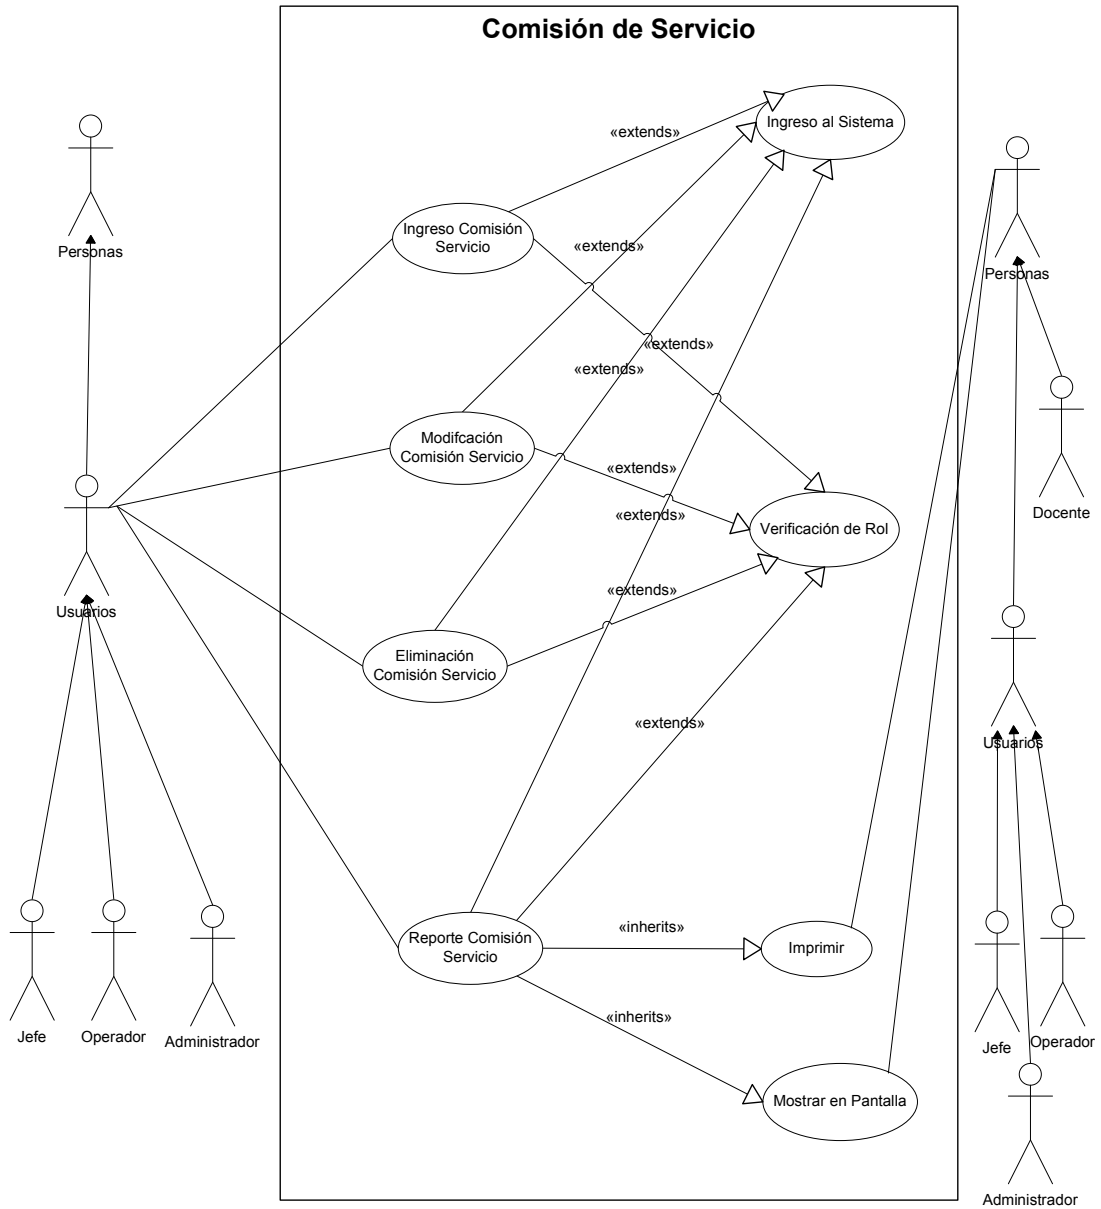 Comisión de Servicio
Ingreso al Sistema
«extends»
Ingreso Comisión
Servicio
«extends»
Personas
Personas
«extends»
«extends»
Modifcación
Comisión Servicio
«extends»
«extends»
Docente
Verificación de Rol
«extends»
Usuarios
Eliminación
Comisión Servicio
«extends»
Usuarios
«inherits»
Reporte Comisión
Servicio
Imprimir
«inherits»
Jefe
Operador
Administrador
Jefe
Operador
Mostrar en Pantalla
Administrador